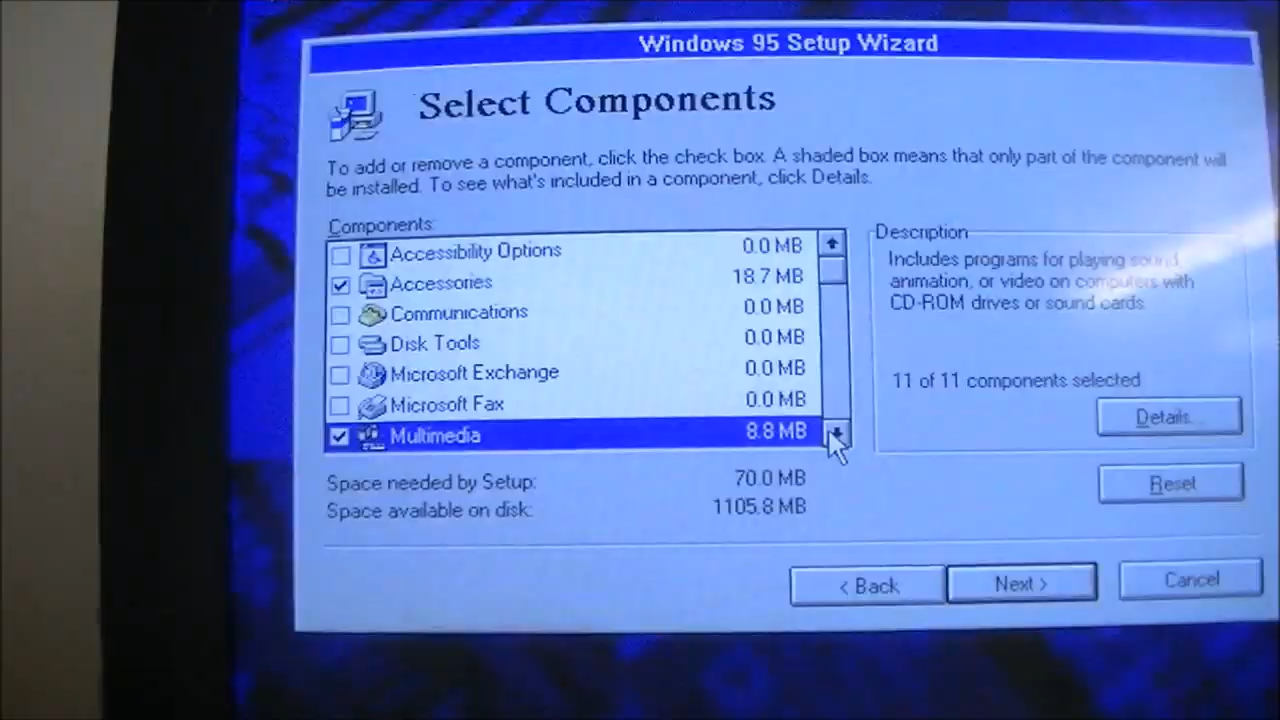 Windows 95 Setup Wizard
Select Components
To add or remove a component, click the check box. A shaded box means that only part of the component will
be installed. To see what's included in a component, click Details.
Components:
Accessibility Options 0.0 MB
Accessories 18.7 MB
Communications 0.0 MB
Disk Tools 0.0 MB
Microsoft Exchange 0.0 MB
Microsoft Fax 0.0 MB
Multimedia 8.8 MB
Space needed by Setup: 70.0 MB
Space available on disk: 1105.8 MB
Description
Includes programs for playing sound,
animation, or video on computers with
CD-ROM drives or sound cards.
11 of 11 components selected
Details...
Reset
< Back
Next >
Cancel